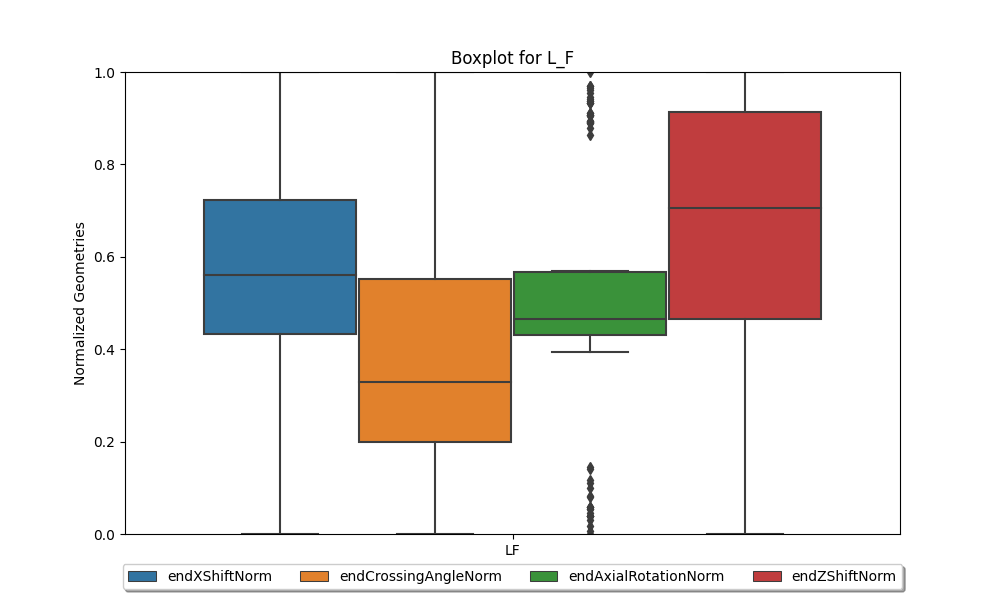 Boxplot for L_F
1.0
0.8
0.6
0.4
0.2
0.0
Normalized Geometries
LF
endXShiftNorm endCrossingAngleNorm endAxialRotationNorm endZShiftNorm